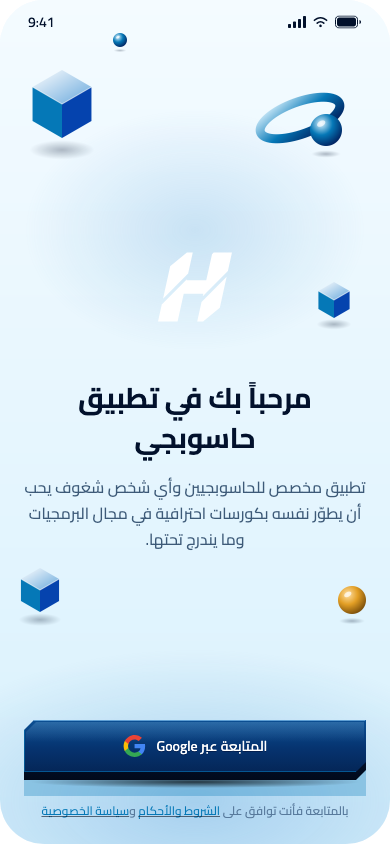 9:41
مرحباً بك في تطبيق
حاسوبجي
تطبيق مخصص للحاسوبجيين وأي شخص شغوف يحب
أن يطوّر نفسه بكورسات احترافية في مجال البرمجيات
وما يندرج تحتها.
المتابعة عبر Google
بالمتابعة فأنت توافق على الشروط والأحكام وسياسة الخصوصية